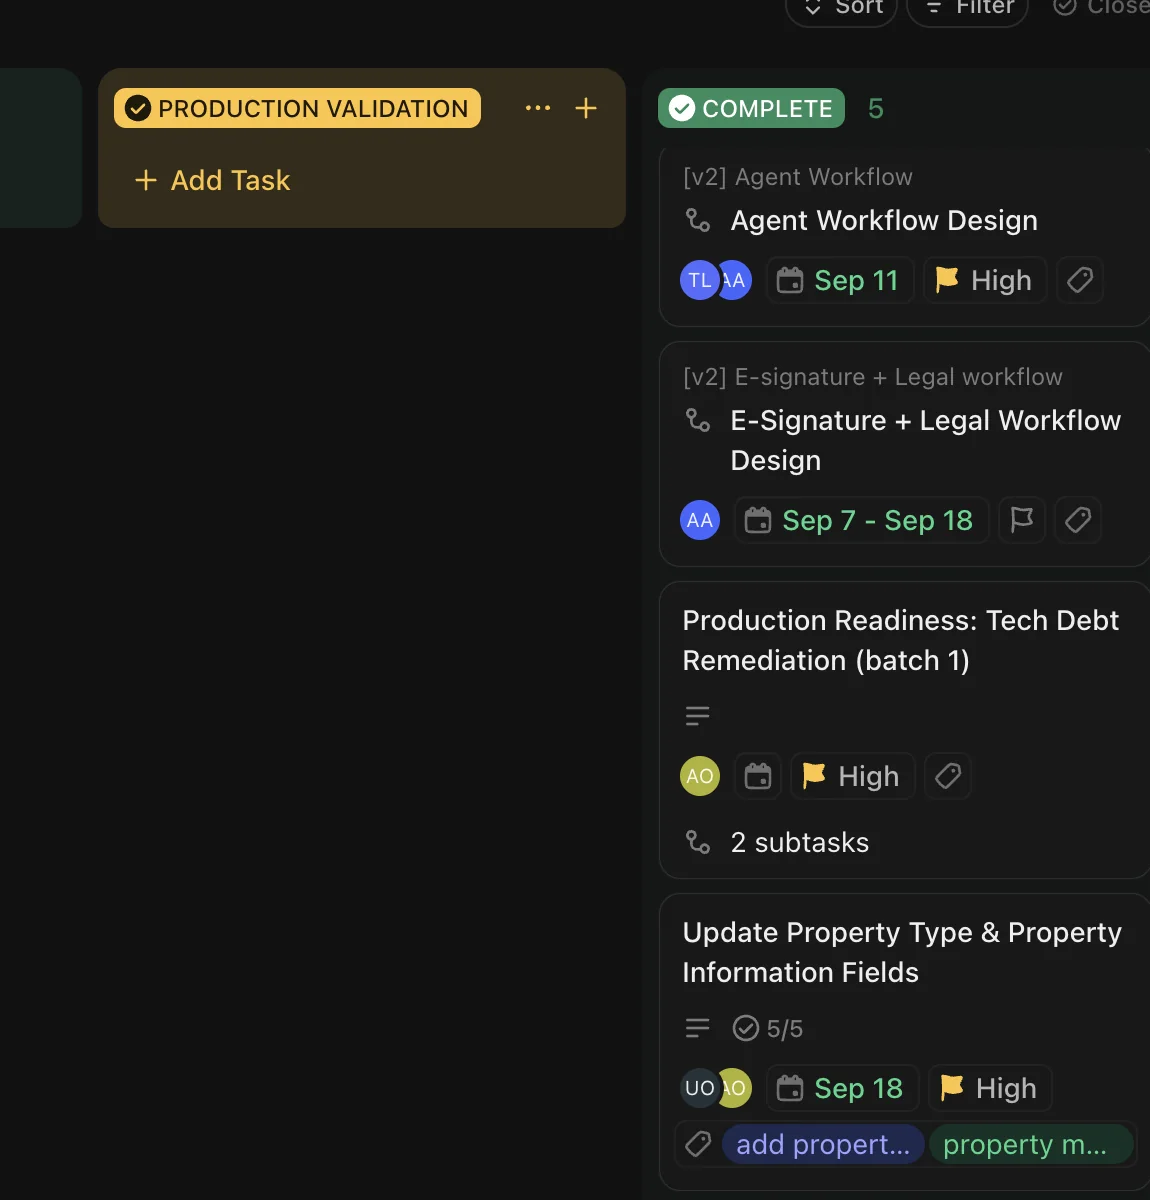 Sort
Filter
Close
PRODUCTION VALIDATION
Add Task
COMPLETE
5
[v2] Agent Workflow
Agent Workflow Design
TL
AA
Sep 11
High
[v2] E-signature + Legal workflow
E-Signature + Legal Workflow
Design
AA
Sep 7 - Sep 18
Production Readiness: Tech Debt
Remediation (batch 1)
AO
High
2 subtasks
Update Property Type & Property
Information Fields
5/5
UO
AO
Sep 18
High
add propert...
property m...